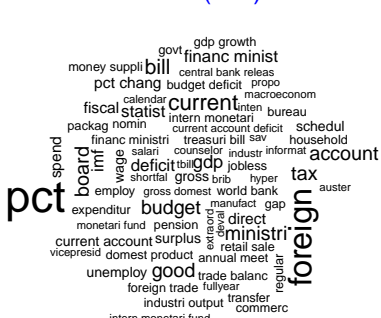 gdp growth
govt financ minist
money suppli bill central bank releas
pct chang budget deficit propo
calendar current macroeconom
fiscal statist inten bureau
intern monetari
packag nomin current account deficit schedul
financ ministri treasuri bill sav household
spend board imf wage salari counselor industr informat account
deficit tbill gdp jobless
shortfal gross brib hyper tax
employ gross domest world bank auster
pct expenditur budget manufact gap foreign
monetari fund pension extraord deval direct
current account surplus ministri
vicepresid domest product retail sale
annual meet
unemploy good trade balanc regular
foreign trade fullyear
industri output transfer
commerc
intern monetari fund